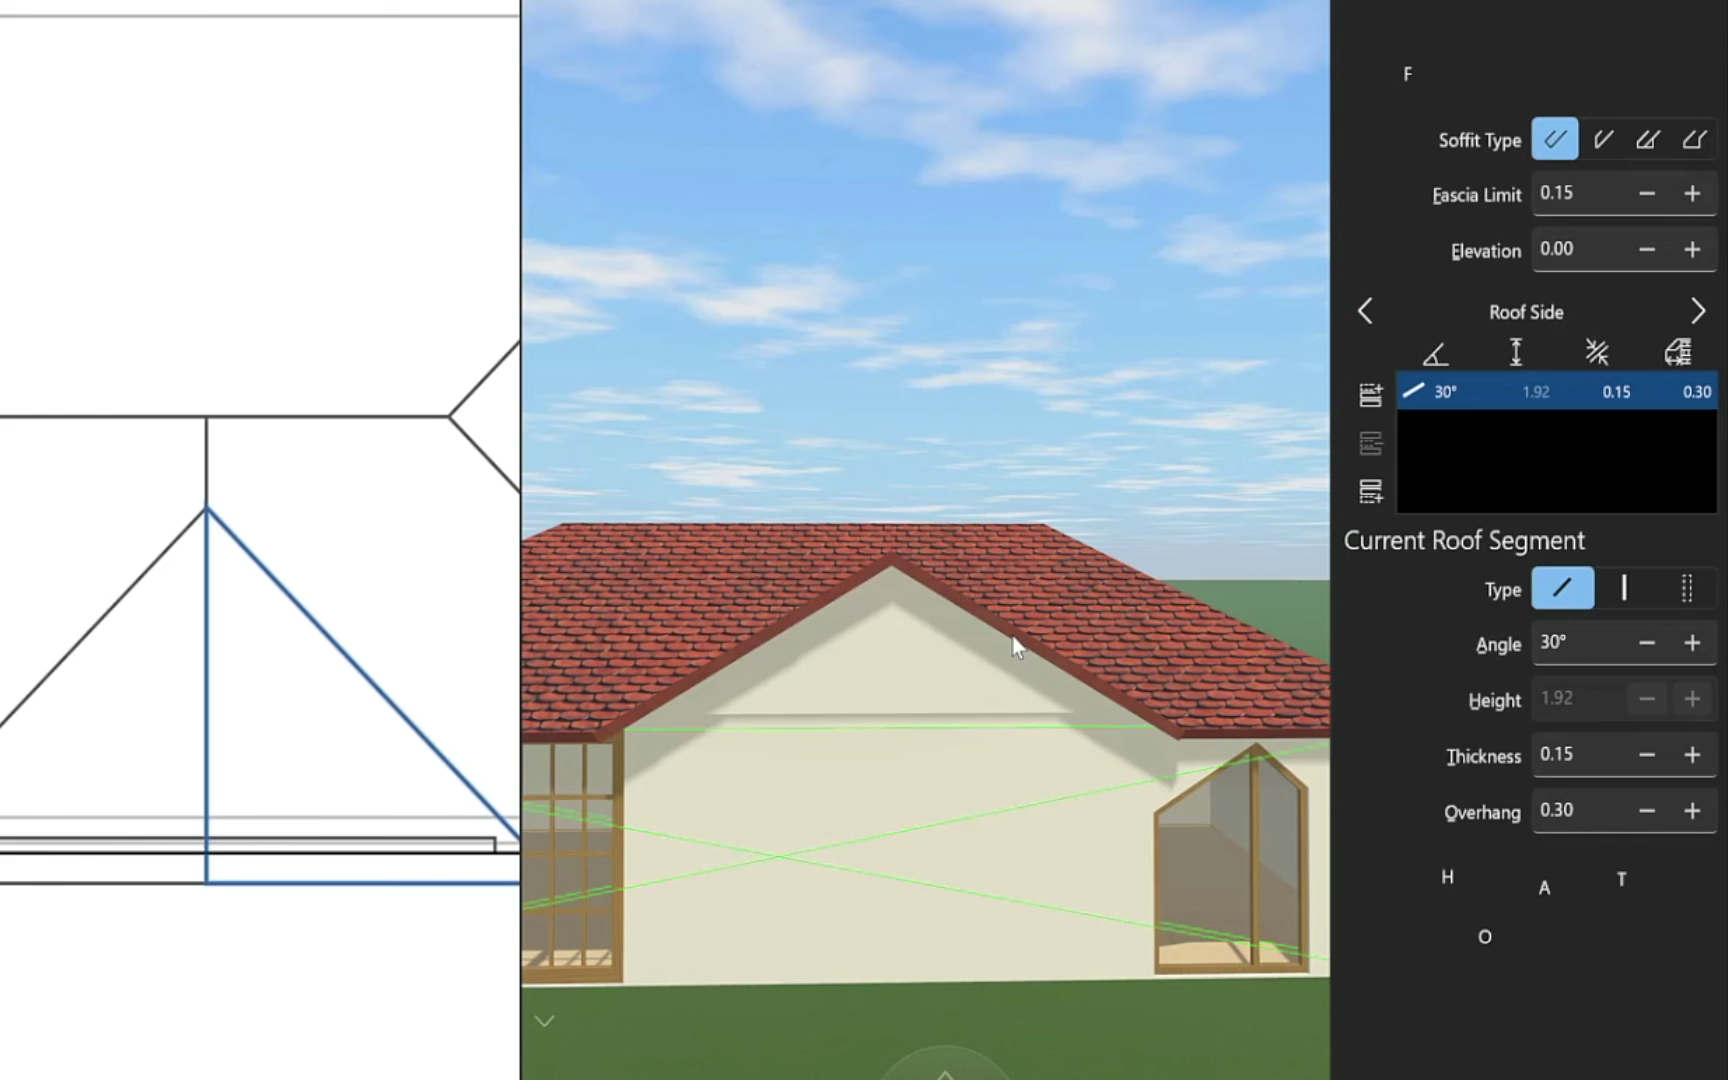 F
Soffit Type
Fascia Limit 0.15
Elevation 0.00
Roof Side
30° 1.92 0.15 0.30
Current Roof Segment
Type
Angle 30°
Height 1.92
Thickness 0.15
Overhang 0.30
H A T
O